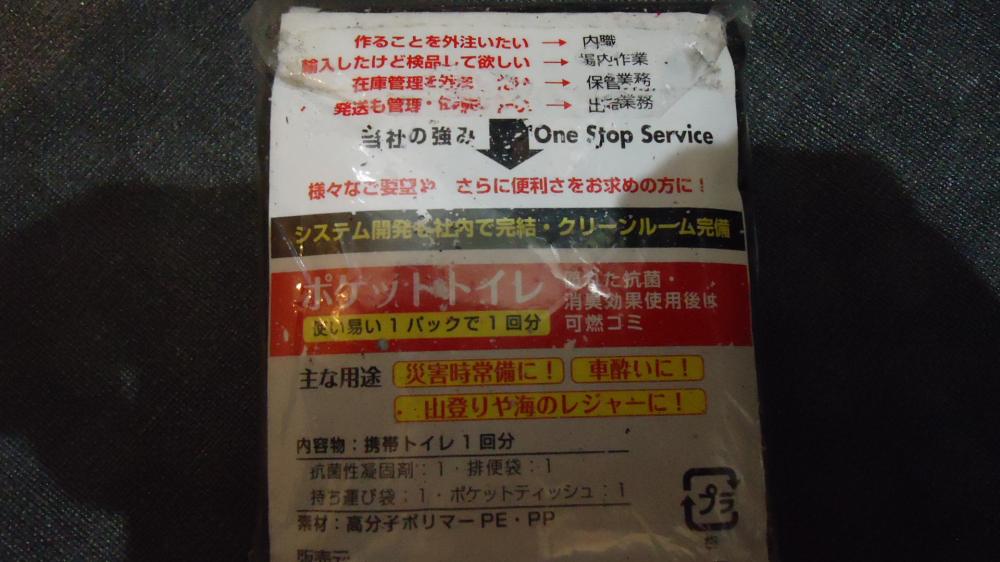 作ることを外注いたい → 内職
輸入したけど検品して欲しい → 場内作業
在庫管理を → 保管業務
発送も管理・ → 出荷業務
当社の強み One Stop Service
様々なご要望や さらに便利さをお求めの方に！
システム開発も社内で完結・クリーンルーム完備
ポケットトイレ
使い易い1パックで1回分
優れた抗菌・
消臭効果使用後は
可燃ゴミ
主な用途 災害時常備に！ 車酔いに！
山登りや海のレジャーに！
内容物：携帯トイレ1回分
抗菌性凝固剤：1・排便袋：1
持ち運び袋：1・ポケットティッシュ：1
素材：高分子ポリマーPE・PP
プラ
販売元